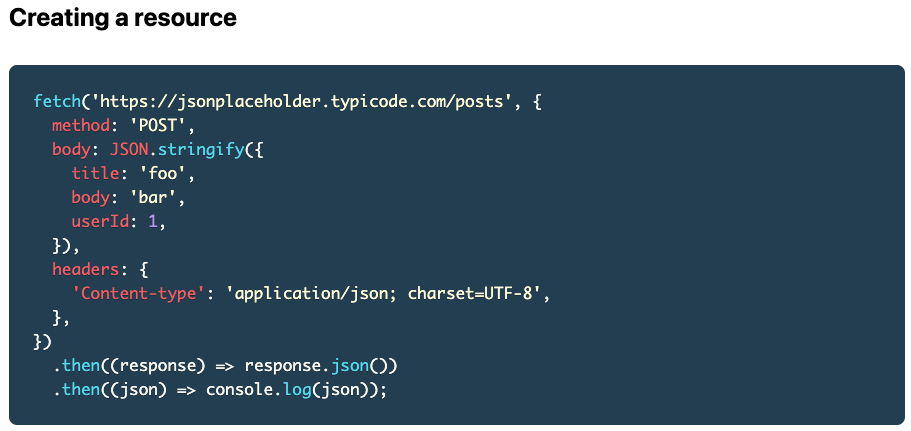 Creating a resource
fetch('https://jsonplaceholder.typicode.com/posts', {
  method: 'POST',
  body: JSON.stringify({
    title: 'foo',
    body: 'bar',
    userId: 1,
  }),
  headers: {
    'Content-type': 'application/json; charset=UTF-8',
  },
})
  .then((response) => response.json())
  .then((json) => console.log(json));